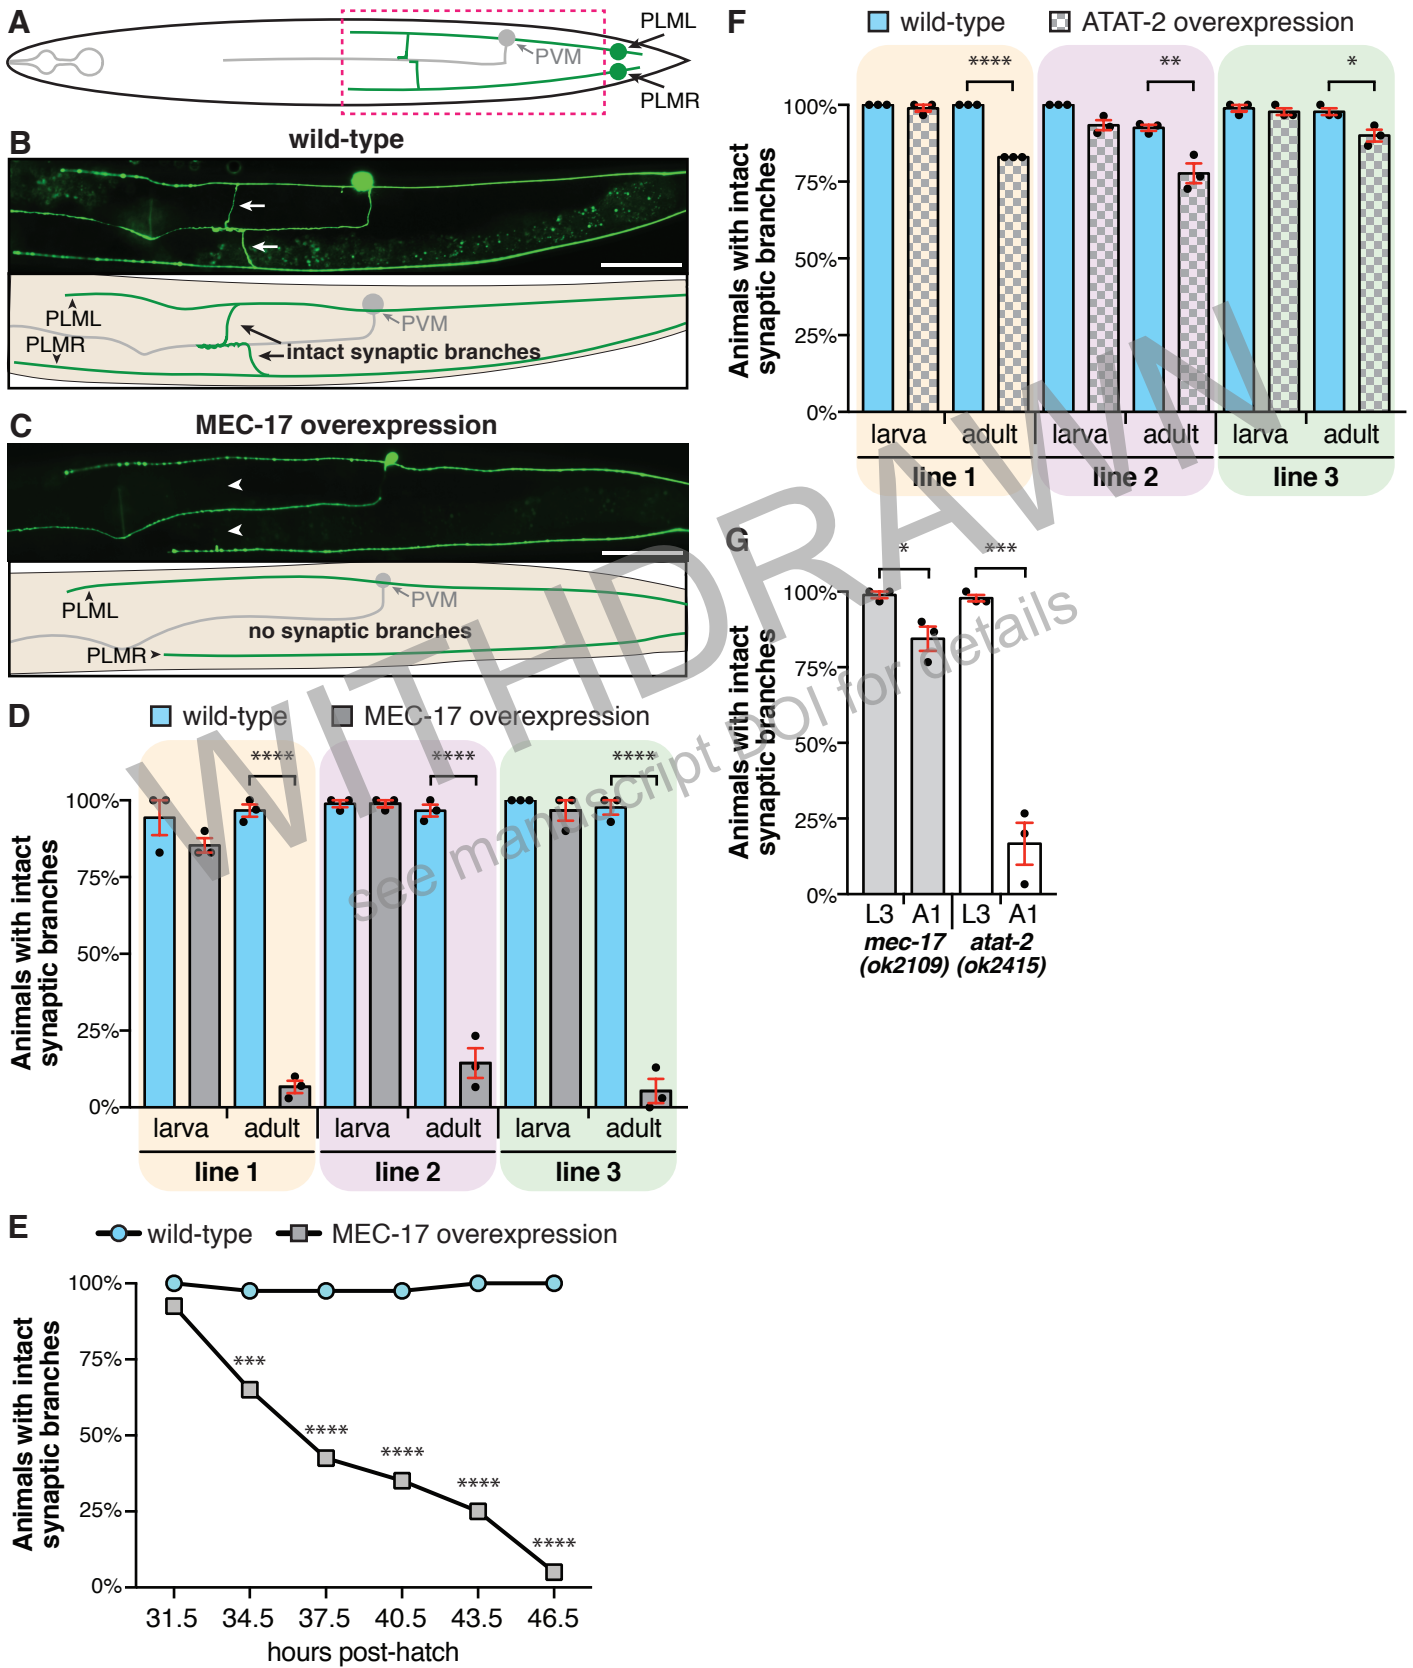 A
PLML
PVM
PLMR
B
wild-type
PLML
PVM
PLMR
intact synaptic branches
C
MEC-17 overexpression
PLML
PVM
no synaptic branches
PLMR
D
wild-type MEC-17 overexpression
**** **** ****
Animals with intact
synaptic branches
100%
75%
50%
25%
0%
larva adult larva adult larva adult
line 1 line 2 line 3
E
wild-type MEC-17 overexpression
Animals with intact
synaptic branches
100%
75%
50%
25%
0%
***
****
****
****
****
31.5 34.5 37.5 40.5 43.5 46.5
hours post-hatch
F
wild-type ATAT-2 overexpression
**** ** *
Animals with intact
synaptic branches
100%
75%
50%
25%
0%
larva adult larva adult larva adult
line 1 line 2 line 3
G
* ***
Animals with intact
synaptic branches
100%
75%
50%
25%
0%
L3 A1 L3 A1
mec-17 atat-2
(ok2109) (ok2415)
WITHDRAWN
see manuscript DOI for details